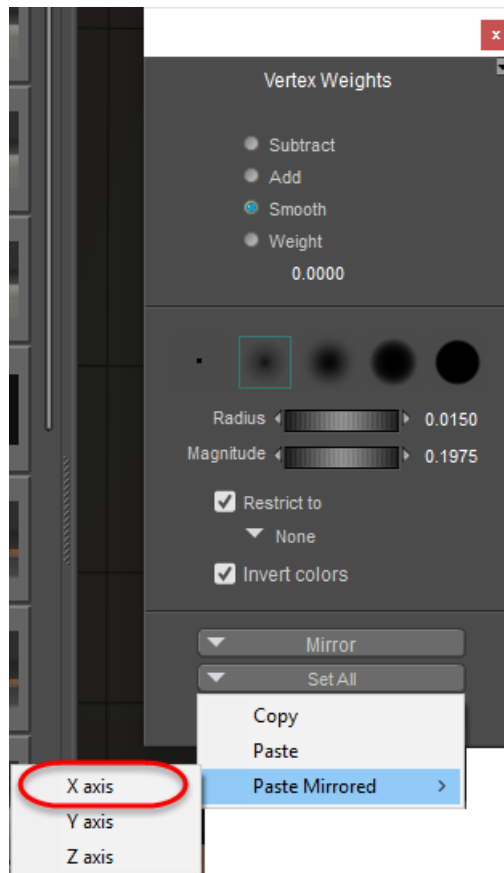 x
Vertex Weights
Subtract
Add
Smooth
Weight
0.0000
Radius 0.0150
Magnitude 0.1975
Restrict to
None
Invert colors
Mirror
Set All
Copy
Paste
Paste Mirrored
X axis
Y axis
Z axis